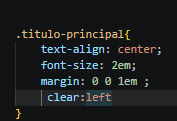 .titulo-principal{
text-align: center;
font-size: 2em;
margin: 0 0 1em ;
clear:left
}